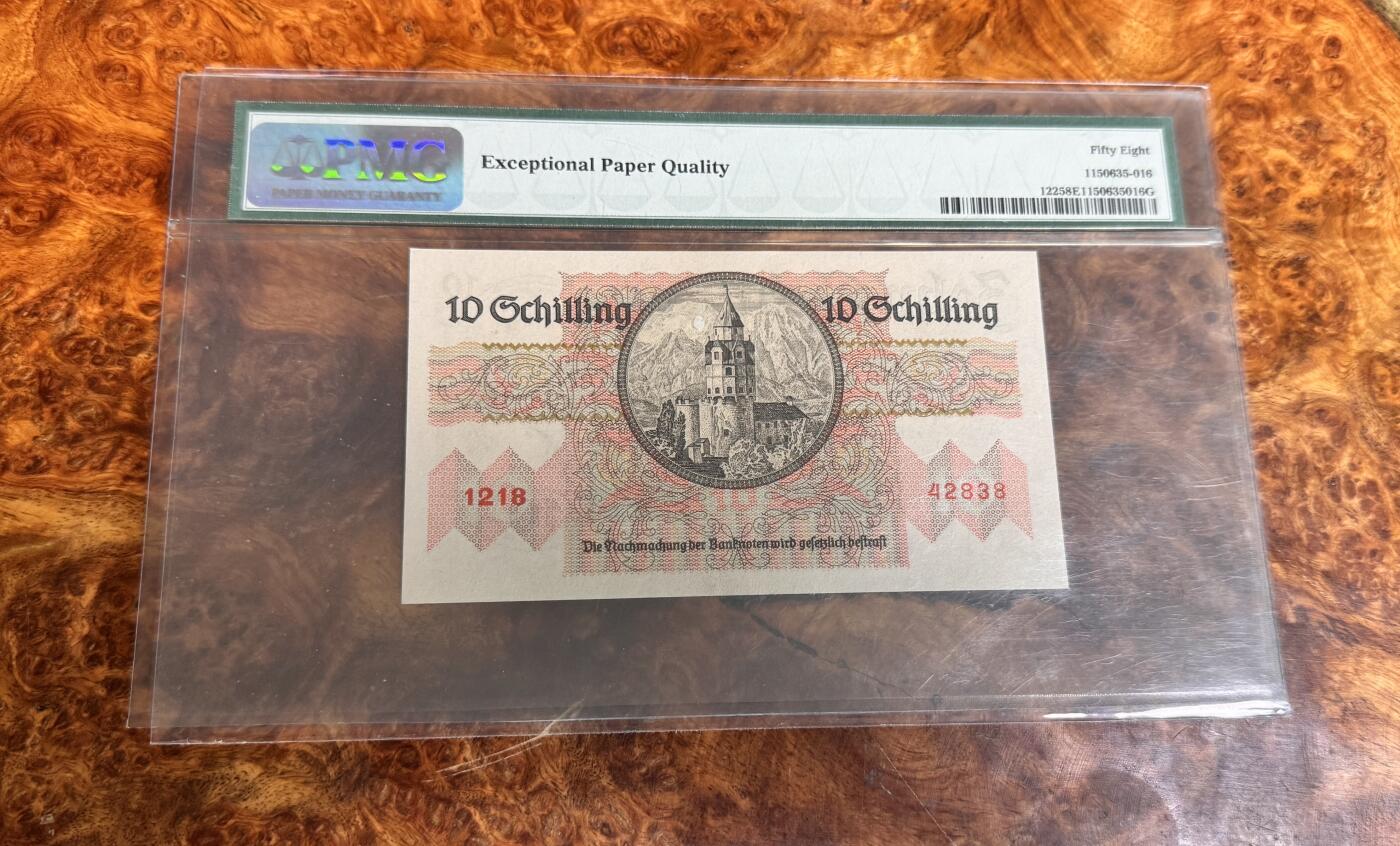 PMG
PAPER MONEY GUARANTY
Exceptional Paper Quality
Fifty Eight
1150635-016
12258E1150635016G
10 Schilling
10 Schilling
1218
42838
10
Die Nachmachung der Banknoten wird gesetzlich bestraft